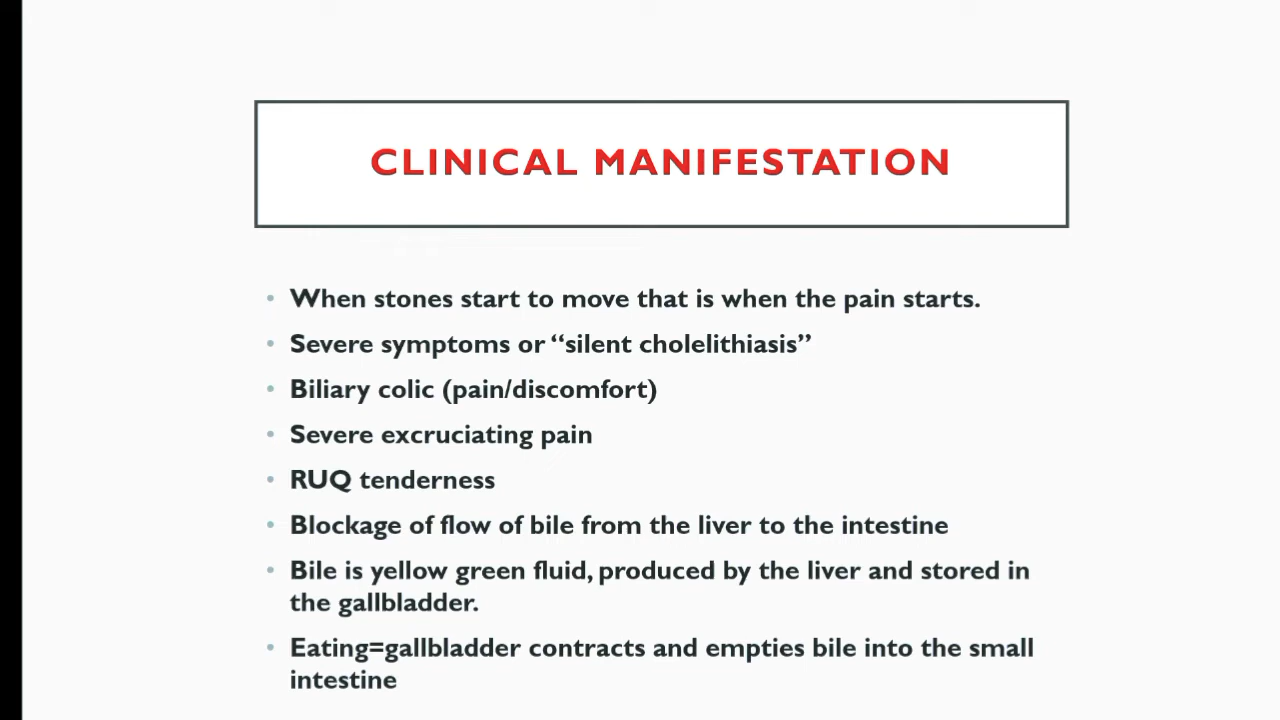 CLINICAL MANIFESTATION
• When stones start to move that is when the pain starts.
• Severe symptoms or “silent cholelithiasis”
• Biliary colic (pain/discomfort)
• Severe excruciating pain
• RUQ tenderness
• Blockage of flow of bile from the liver to the intestine
• Bile is yellow green fluid, produced by the liver and stored in
the gallbladder.
• Eating=gallbladder contracts and empties bile into the small
intestine